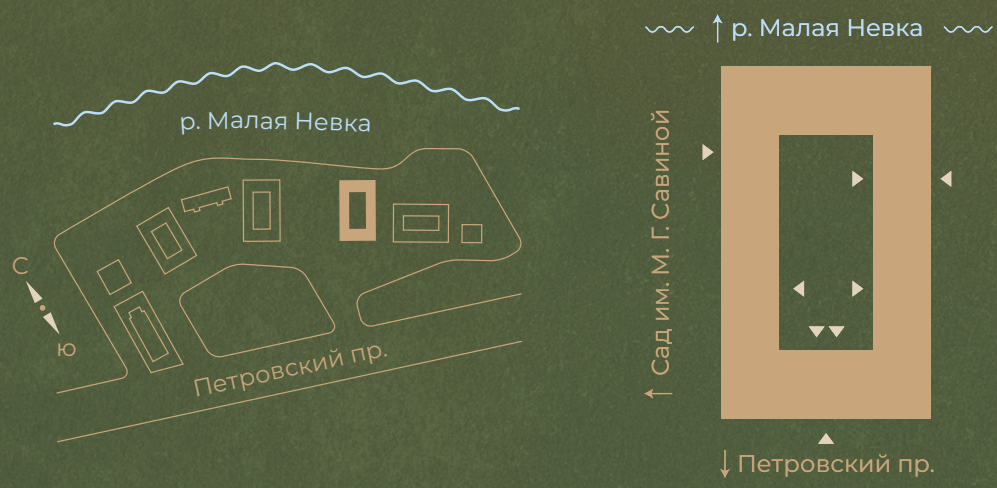 р. Малая Невка
С
Ю
Петровский пр.
↑ р. Малая Невка
↑ Сад им. М. Г. Савиной
↓ Петровский пр.